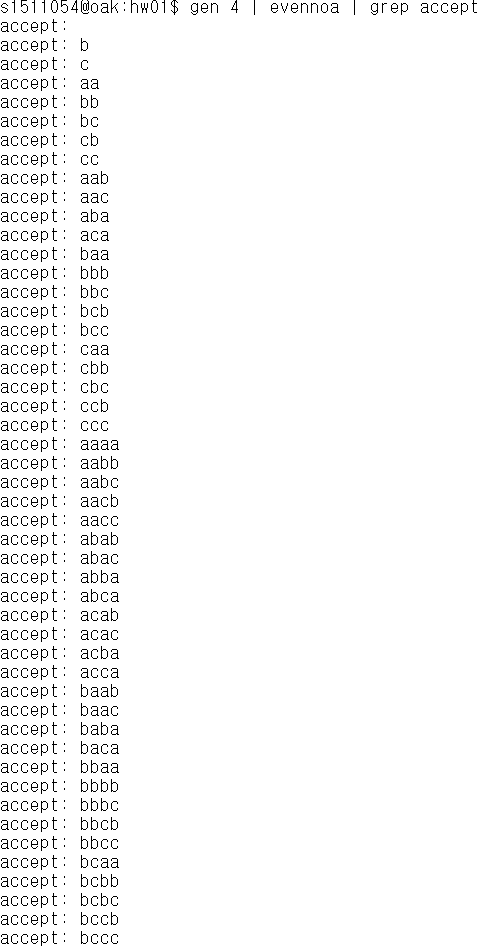 s1511054@oak:hw01$ gen 4 | evennoa | grep accept
accept:
accept: b
accept: c
accept: aa
accept: bb
accept: bc
accept: cb
accept: cc
accept: aab
accept: aac
accept: aba
accept: aca
accept: baa
accept: bbb
accept: bbc
accept: bcb
accept: bcc
accept: caa
accept: cbb
accept: cbc
accept: ccb
accept: ccc
accept: aaaa
accept: aabb
accept: aabc
accept: aacb
accept: aacc
accept: abab
accept: abac
accept: abba
accept: abca
accept: acab
accept: acac
accept: acba
accept: acca
accept: baab
accept: baac
accept: baba
accept: baca
accept: bbaa
accept: bbbb
accept: bbbc
accept: bbcb
accept: bbcc
accept: bcaa
accept: bcbb
accept: bcbc
accept: bccb
accept: bccc